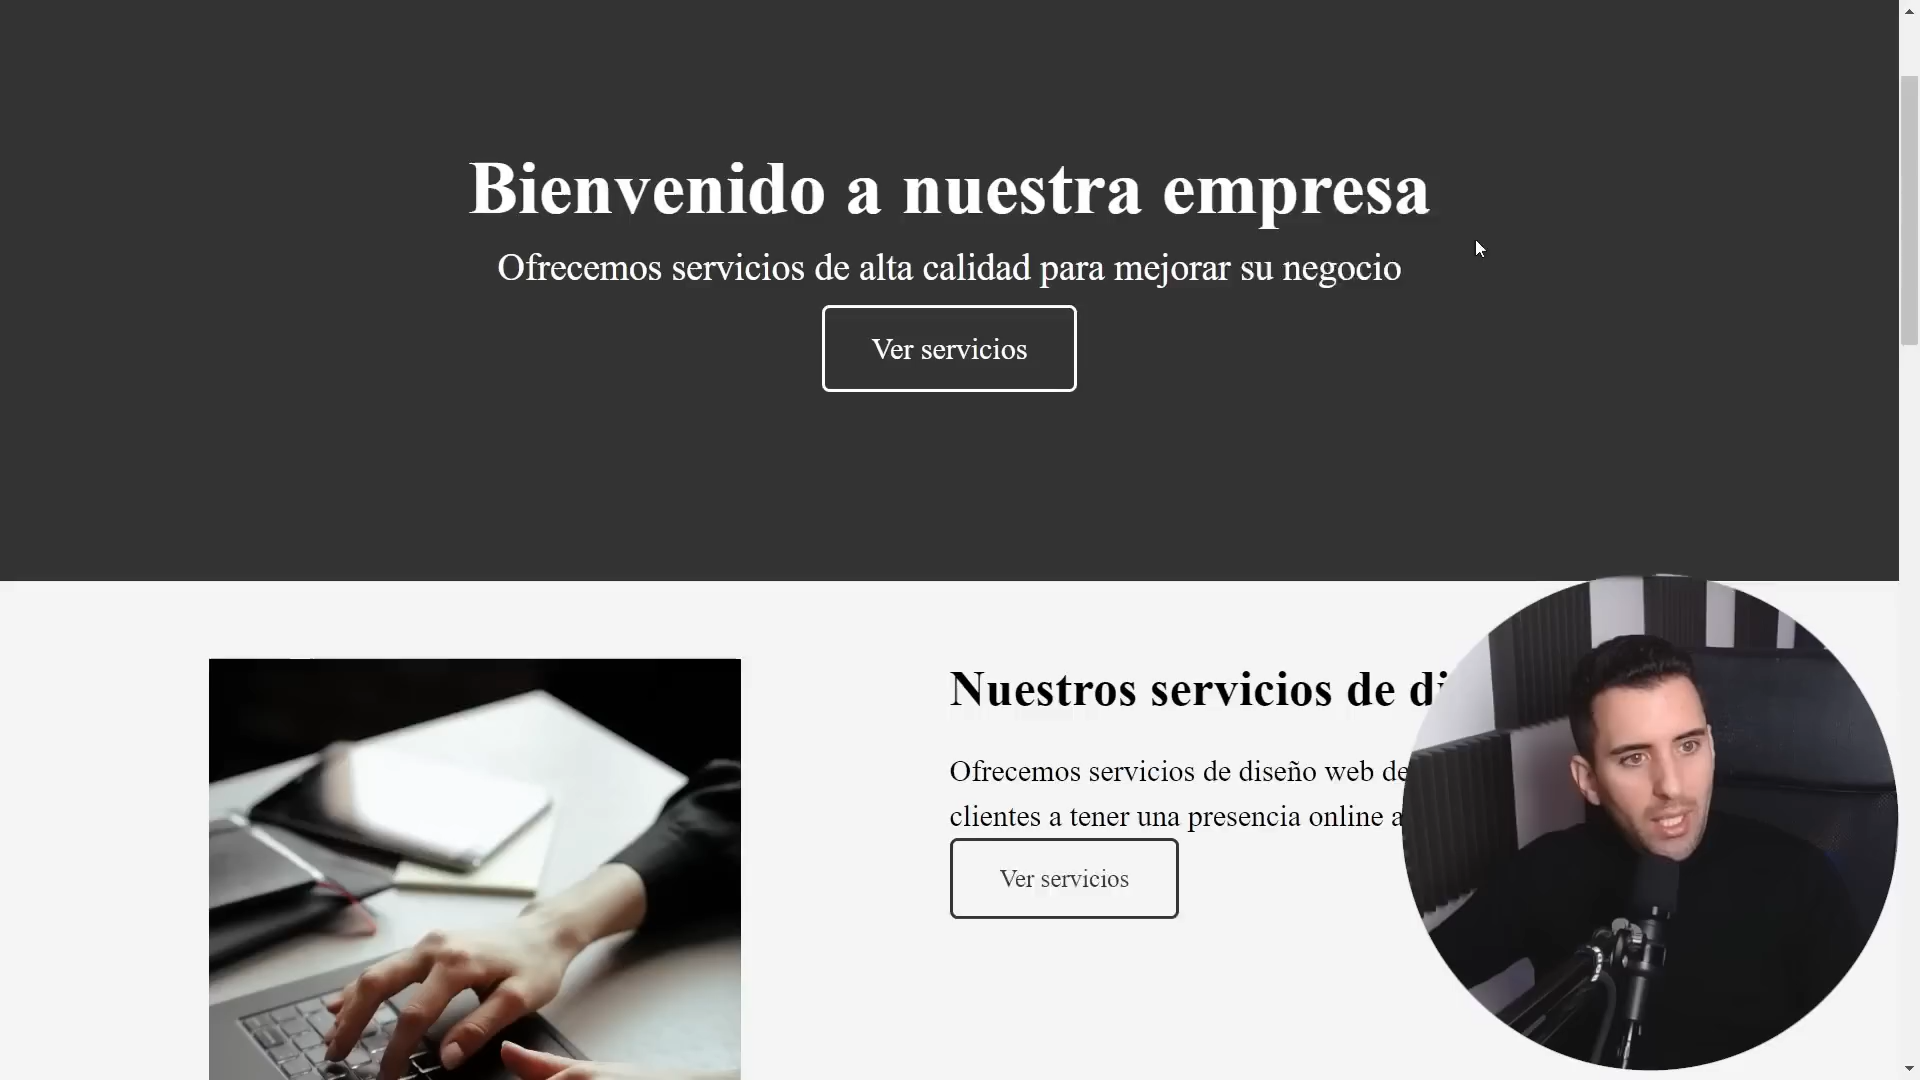 Bienvenido a nuestra empresa
Ofrecemos servicios de alta calidad para mejorar su negocio
Ver servicios
Nuestros servicios de
Ofrecemos servicios de diseño web de
clientes a tener una presencia online
Ver servicios